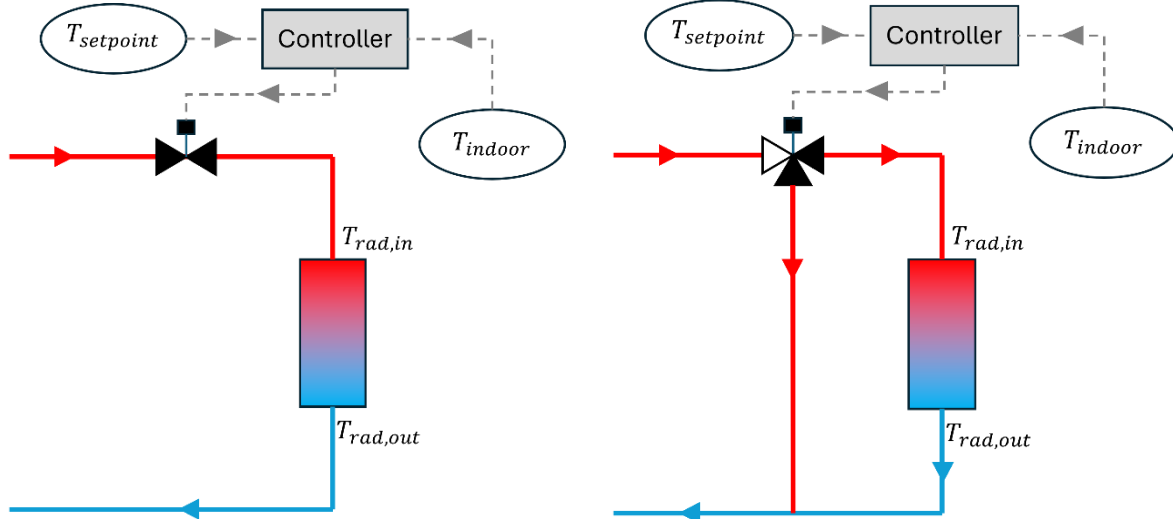 T_setpoint
Controller
T_indoor
T_rad,in
T_rad,out
T_setpoint
Controller
T_indoor
T_rad,in
T_rad,out